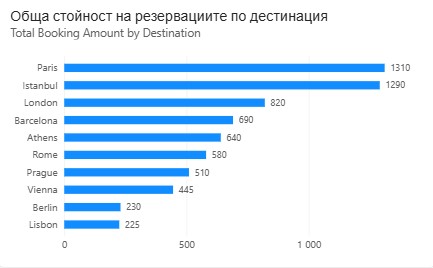 Обща стойност на резервациите по дестинация
Total Booking Amount by Destination
Paris 1310
Istanbul 1290
London 820
Barcelona 690
Athens 640
Rome 580
Prague 510
Vienna 445
Berlin 230
Lisbon 225
0 500 1 000